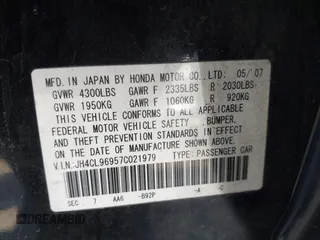 MFD. IN JAPAN BY HONDA MOTOR CO.,LTD. 05/07
GVWR 4300LBS GAWR F 2335LBS R 2030LBS
GVWR 1950KG GAWR F 1060KG R 920KG
THIS VEHICLE CONFORMS TO ALL APPLICABLE
FEDERAL MOTOR VEHICLE SAFETY, BUMPER,
AND THEFT PREVENTION STANDARDS IN EFFECT
ON THE DATE OF MANUFACTURE SHOWN ABOVE.
V.I.N.:JH4CL96957C021979 TYPE: PASSENGER CAR
SEC 7 AA6 -B92P -A -C
DREAMBID